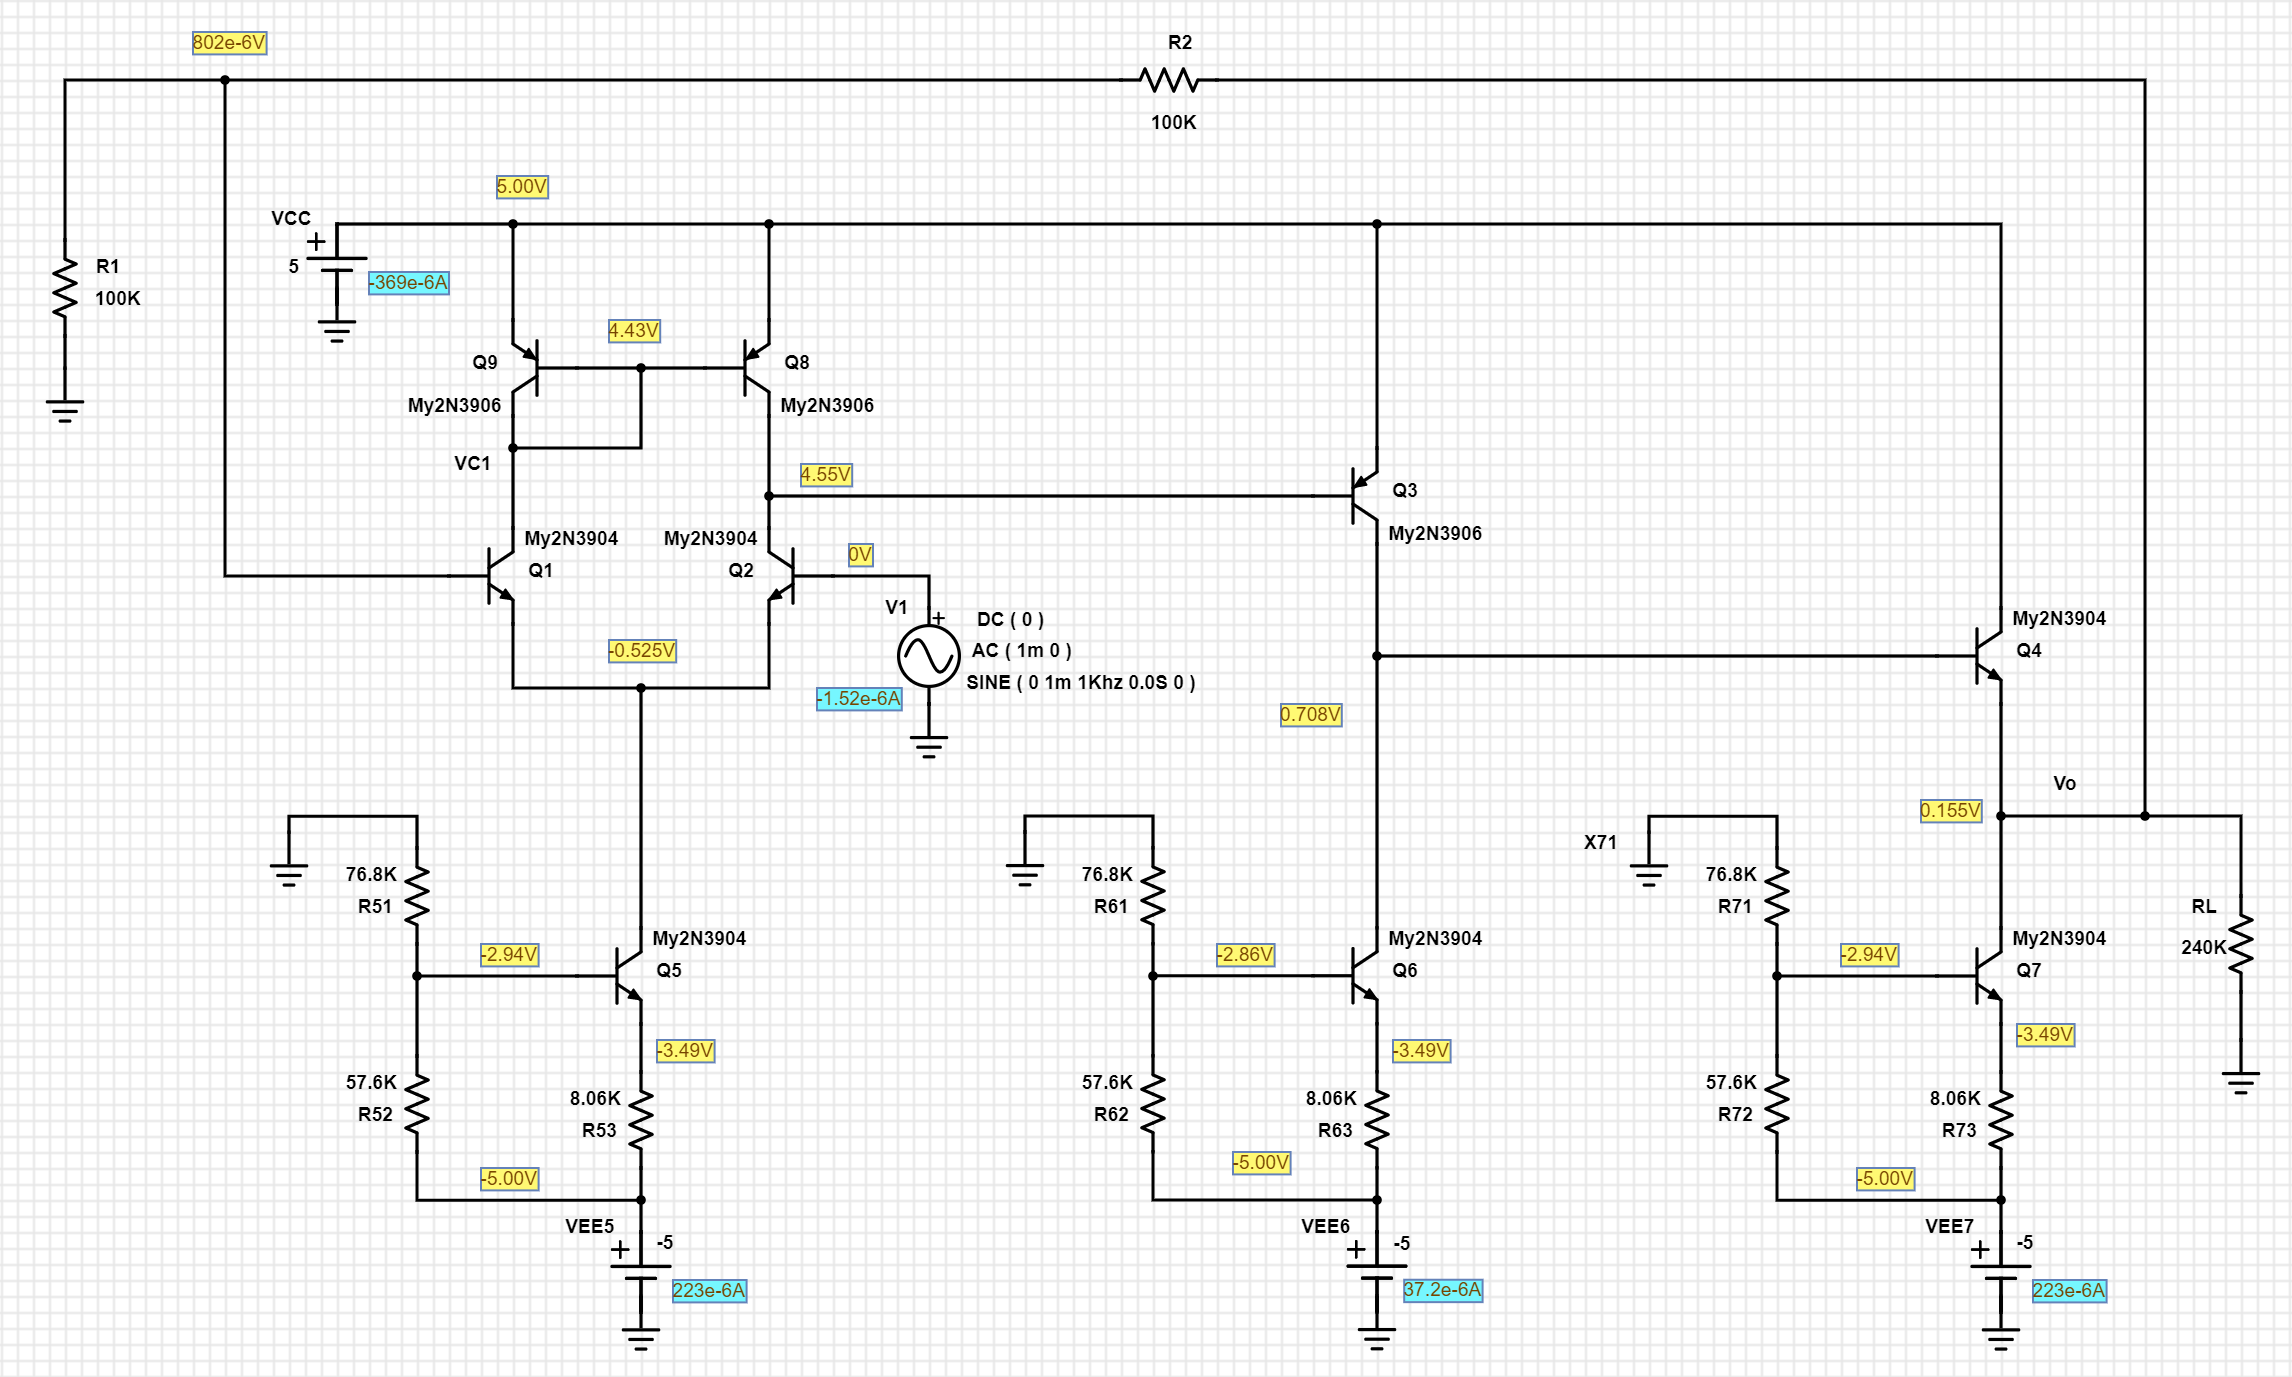 802e-6V
R2
100K
5.00V
VCC
+
5
-369e-6A
R1
100K
4.43V
Q9
Q8
My2N3906
My2N3906
VC1
4.55V
Q3
My2N3906
My2N3904
My2N3904
Q1
Q2
0V
V1
+
DC ( 0 )
AC ( 1m 0 )
SINE ( 0 1m 1Khz 0.0S 0 )
-0.525V
-1.52e-6A
0.708V
My2N3904
Q4
Vo
0.155V
X71
76.8K
R51
76.8K
R61
76.8K
R71
RL
240K
My2N3904
Q5
-2.94V
My2N3904
Q6
-2.86V
My2N3904
Q7
-2.94V
-3.49V
-3.49V
-3.49V
57.6K
R52
8.06K
R53
57.6K
R62
8.06K
R63
57.6K
R72
8.06K
R73
-5.00V
-5.00V
-5.00V
VEE5
+
-5
223e-6A
VEE6
+
-5
37.2e-6A
VEE7
+
-5
223e-6A